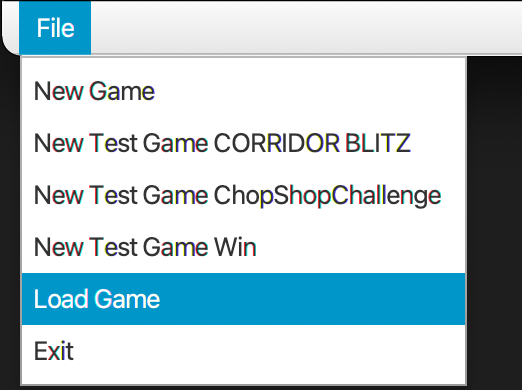 File
New Game
New Test Game CORRIDOR BLITZ
New Test Game ChopShopChallenge
New Test Game Win
Load Game
Exit